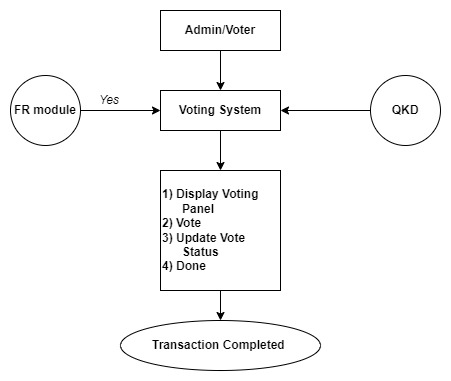 Admin/Voter
FR module
Yes
Voting System
QKD
1) Display Voting
Panel
2) Vote
3) Update Vote
Status
4) Done
Transaction Completed